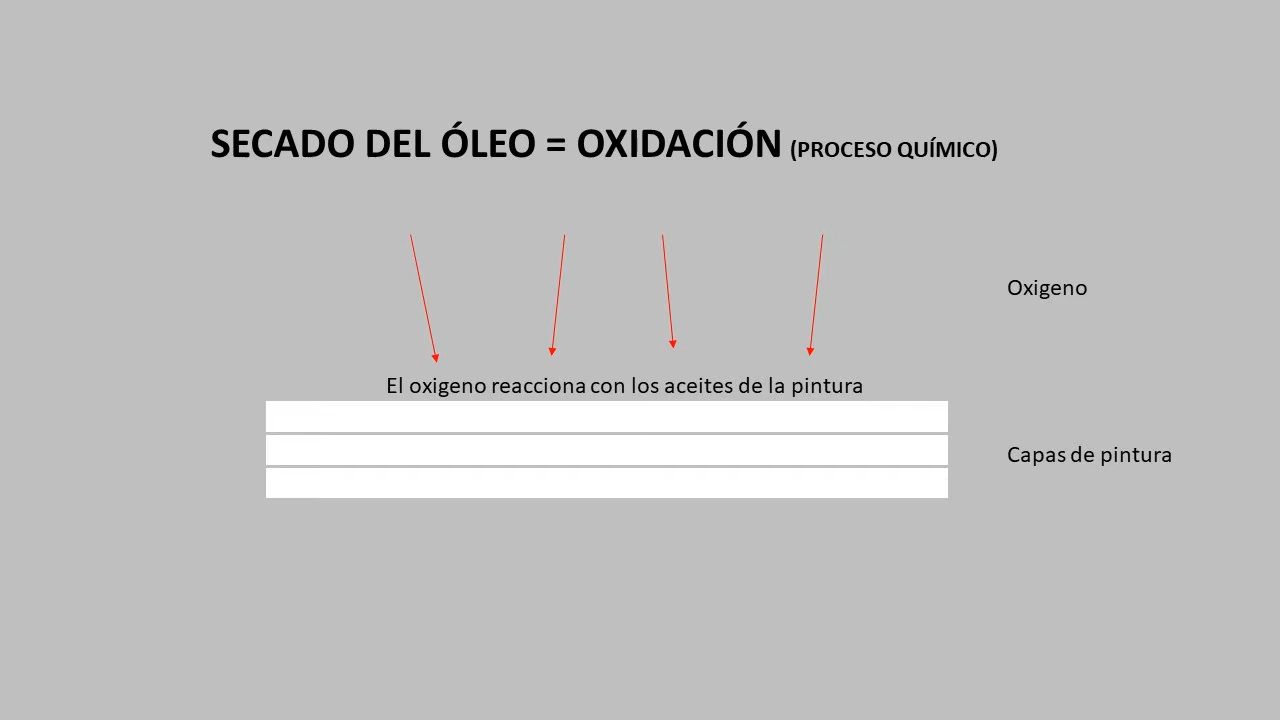 SECADO DEL ÓLEO = OXIDACIÓN (PROCESO QUÍMICO)
Oxigeno
El oxigeno reacciona con los aceites de la pintura
Capas de pintura